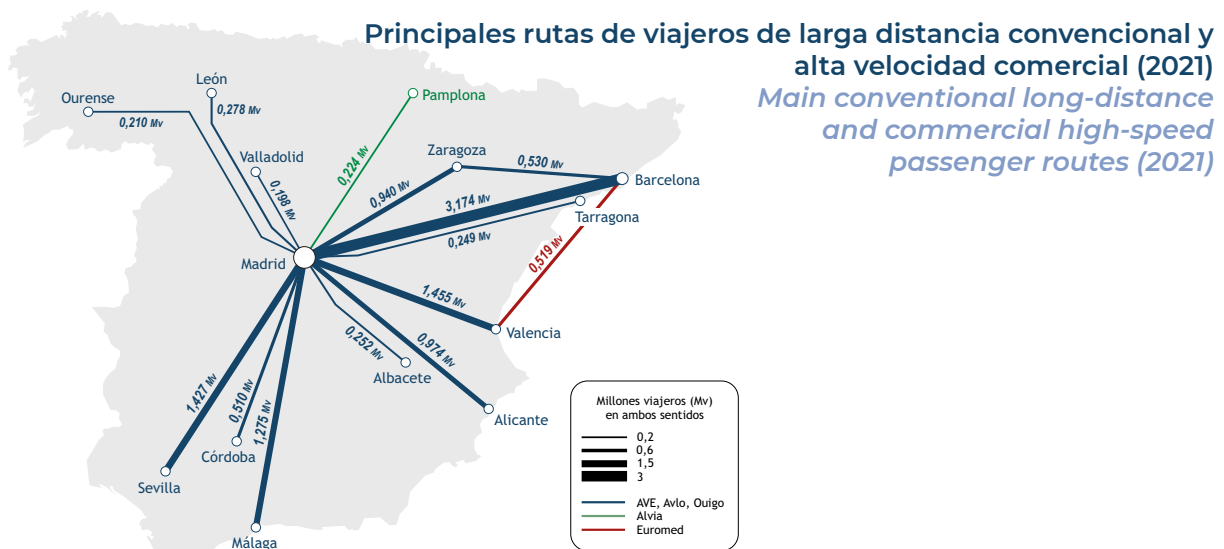 Principales rutas de viajeros de larga distancia convencional y
alta velocidad comercial (2021)
Main conventional long-distance
and commercial high-speed
passenger routes (2021)
León
Ourense
0,278 Mv
0,210 Mv
Pamplona
Valladolid
0,198 Mv
0,224 Mv
Zaragoza
0,530 Mv
0,940 Mv
Barcelona
3,174 Mv
Tarragona
0,249 Mv
Madrid
0,519 Mv
1,455 Mv
Valencia
0,252 Mv
0,974 Mv
Albacete
Alicante
1,427 Mv
0,510 Mv
1,275 Mv
Córdoba
Sevilla
Málaga
Millones viajeros (Mv)
en ambos sentidos
0,2
0,6
1,5
3
AVE, Avlo, Ouigo
Alvia
Euromed